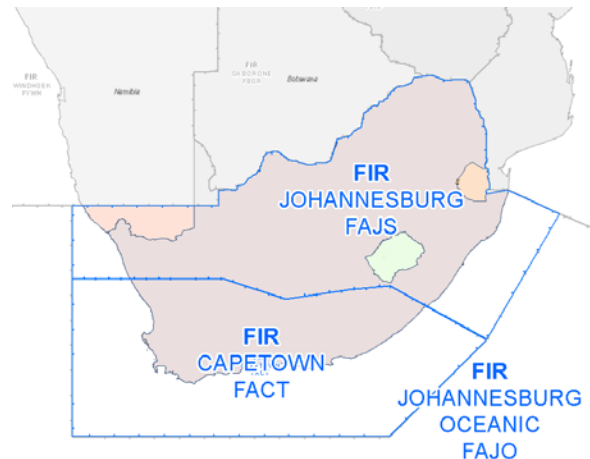 FIR
GABORONE
FBGR
Botswana
FIR
WINDHOEK
FYWH
Namibia
FIR
JOHANNESBURG
FAJS
FIR
CAPETOWN
FACT
FIR
JOHANNESBURG
OCEANIC
FAJO